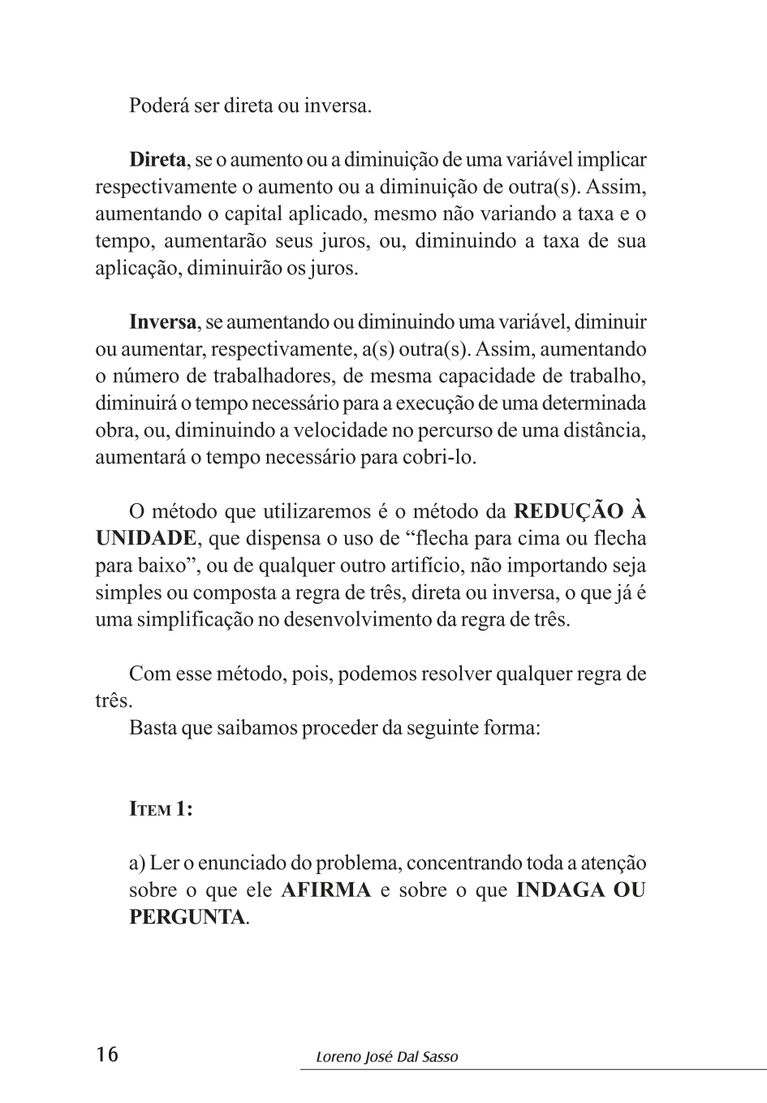 Poderá ser direta ou inversa.
Direta, se o aumento ou a diminuição de uma variável implicar
respectivamente o aumento ou a diminuição de outra(s). Assim,
aumentando o capital aplicado, mesmo não variando a taxa e o
tempo, aumentarão seus juros, ou, diminuindo a taxa de sua
aplicação, diminuirão os juros.
Inversa, se aumentando ou diminuindo uma variável, diminuir
ou aumentar, respectivamente, a(s) outra(s). Assim, aumentando
o número de trabalhadores, de mesma capacidade de trabalho,
diminuirá o tempo necessário para a execução de uma determinada
obra, ou, diminuindo a velocidade no percurso de uma distância,
aumentará o tempo necessário para cobri-lo.
O método que utilizaremos é o método da REDUÇÃO À
UNIDADE, que dispensa o uso de “flecha para cima ou flecha
para baixo”, ou de qualquer outro artifício, não importando seja
simples ou composta a regra de três, direta ou inversa, o que já é
uma simplificação no desenvolvimento da regra de três.
Com esse método, pois, podemos resolver qualquer regra de
três.
Basta que saibamos proceder da seguinte forma:
ITEM 1:
a) Ler o enunciado do problema, concentrando toda a atenção
sobre o que ele AFIRMA e sobre o que INDAGA OU
PERGUNTA.
16 Loreno José Dal Sasso